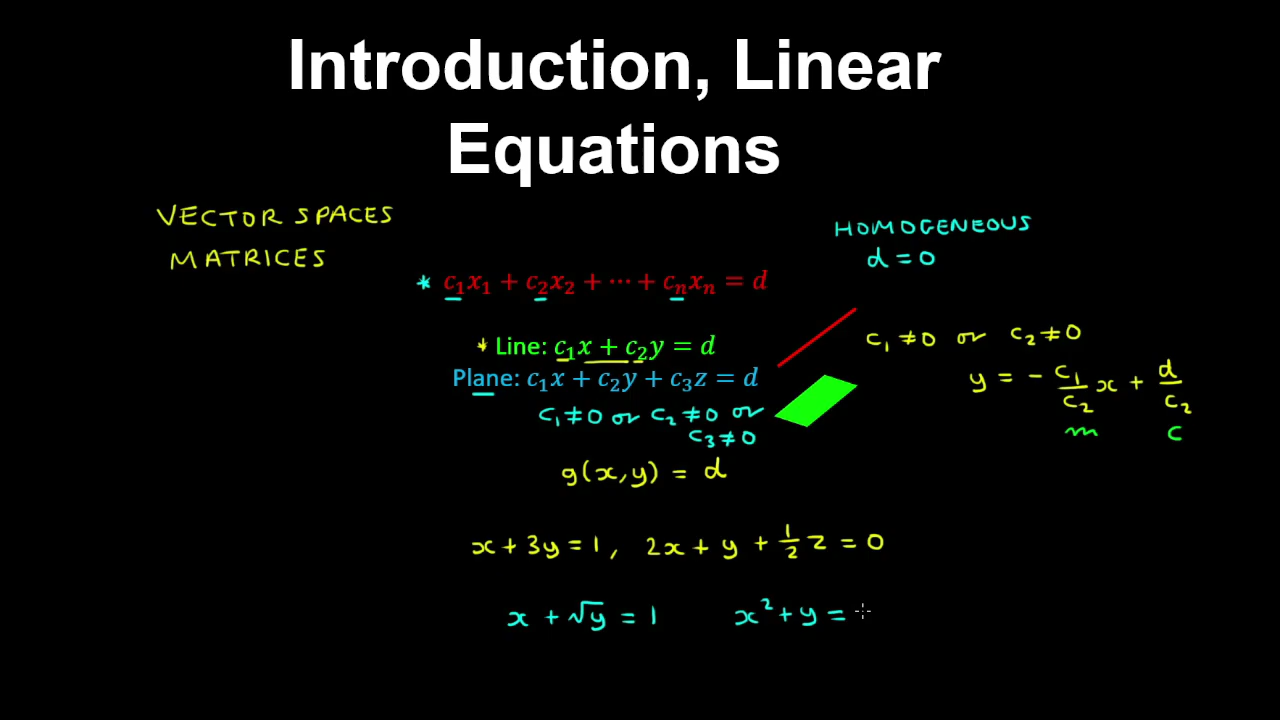 Introduction, Linear
Equations
VECTOR SPACES
MATRICES
HOMOGENEOUS
d = 0
* c₁x₁ + c₂x₂ + ⋯ + cₙxₙ = d
* Line: c₁x + c₂y = d
c₁ ≠ 0 or c₂ ≠ 0
Plane: c₁x + c₂y + c₃z = d
y = - c₁/c₂ x + d/c₂
m c
c₁ ≠ 0 or c₂ ≠ 0 or
c₃ ≠ 0
g(x,y) = d
x + 3y = 1, 2x + y + 1/2 z = 0
x + √y = 1 x² + y =